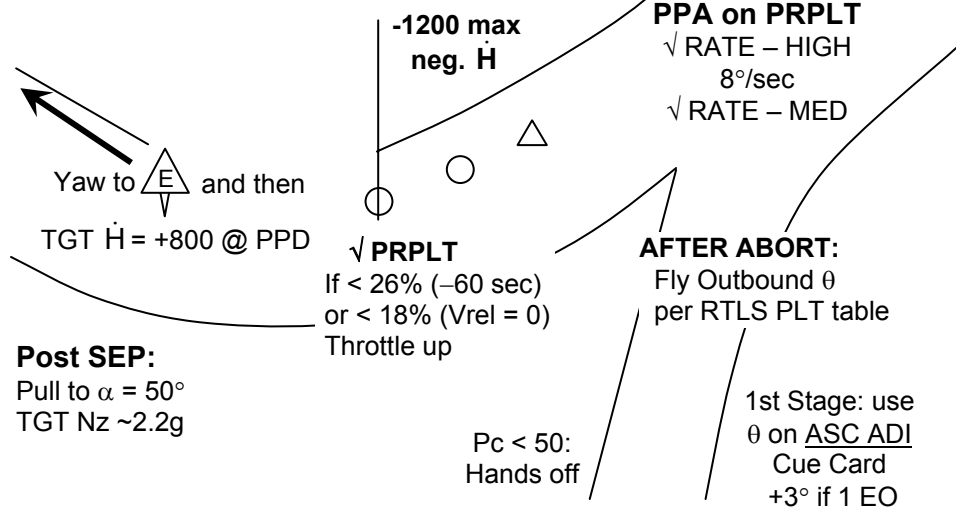 -1200 max
neg. Ḣ
PPA on PRPLT
√ RATE – HIGH
8°/sec
√ RATE – MED
Yaw to E and then
TGT Ḣ = +800 @ PPD
√ PRPLT
If < 26% (–60 sec)
or < 18% (Vrel = 0)
Throttle up
AFTER ABORT:
Fly Outbound θ
per RTLS PLT table
Post SEP:
Pull to α = 50°
TGT Nz ~2.2g
Pc < 50:
Hands off
1st Stage: use
θ on ASC ADI
Cue Card
+3° if 1 EO